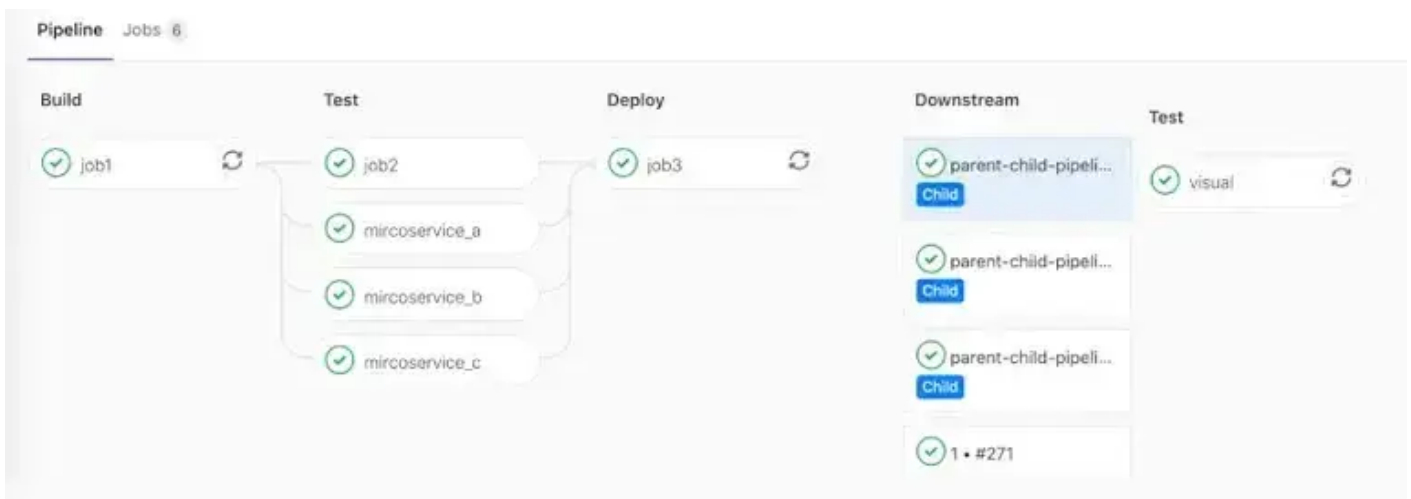 Pipeline Jobs 6
Build
job1
Test
job2
mircoservice_a
mircoservice_b
mircoservice_c
Deploy
job3
Downstream
parent-child-pipeli...
Child
parent-child-pipeli...
Child
parent-child-pipeli...
Child
1 • #271
Test
visual